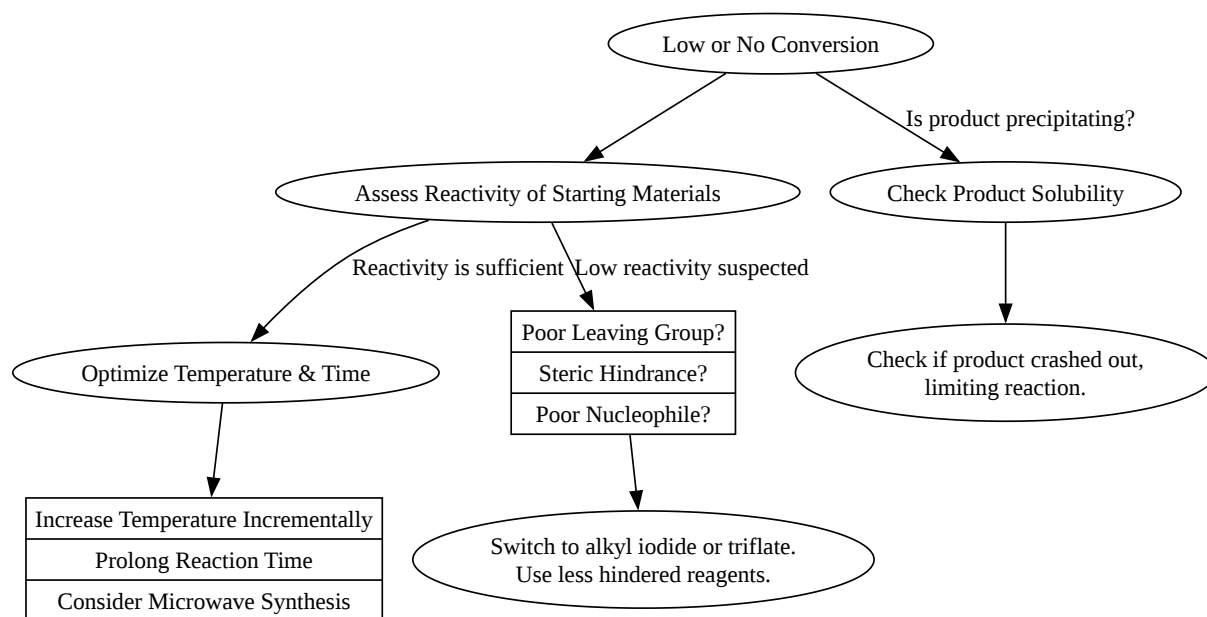 Low or No Conversion
Is product precipitating?
Assess Reactivity of Starting Materials
Check Product Solubility
Reactivity is sufficient
Low reactivity suspected
Poor Leaving Group?
Steric Hindrance?
Poor Nucleophile?
Optimize Temperature & Time
Check if product crashed out,
limiting reaction.
Increase Temperature Incrementally
Prolong Reaction Time
Consider Microwave Synthesis
Switch to alkyl iodide or triflate.
Use less hindered reagents.